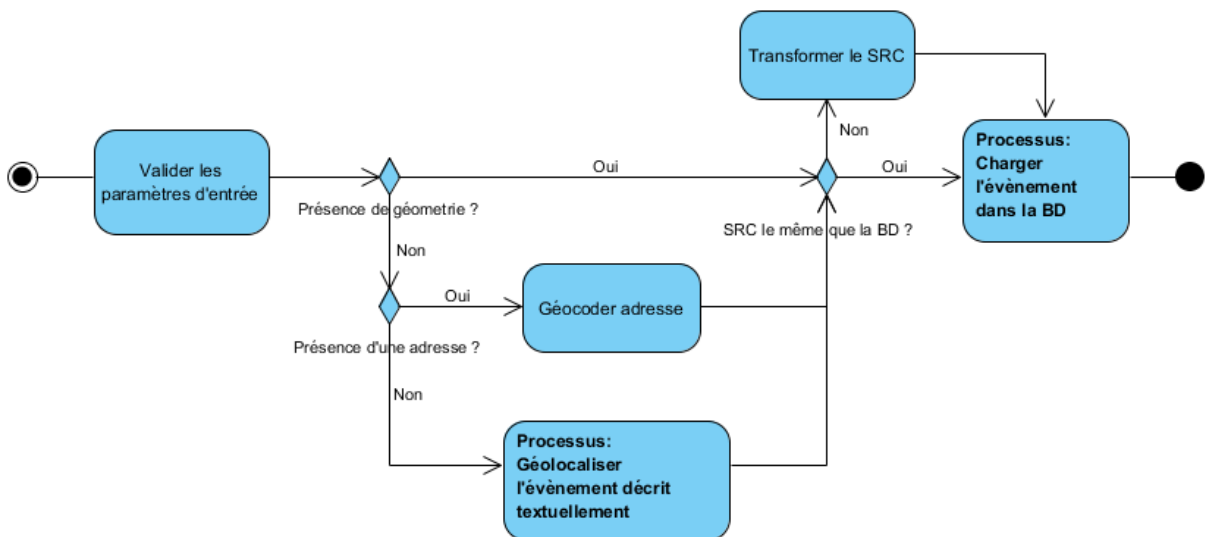 Transformer le SRC
Non
Valider les
paramètres d'entrée
Oui
Oui
Processus:
Charger
l'évènement
dans la BD
Présence de géometrie ?
SRC le même que la BD ?
Non
Oui
Géocoder adresse
Présence d'une adresse ?
Non
Processus:
Géolocaliser
l'évènement décrit
textuellement